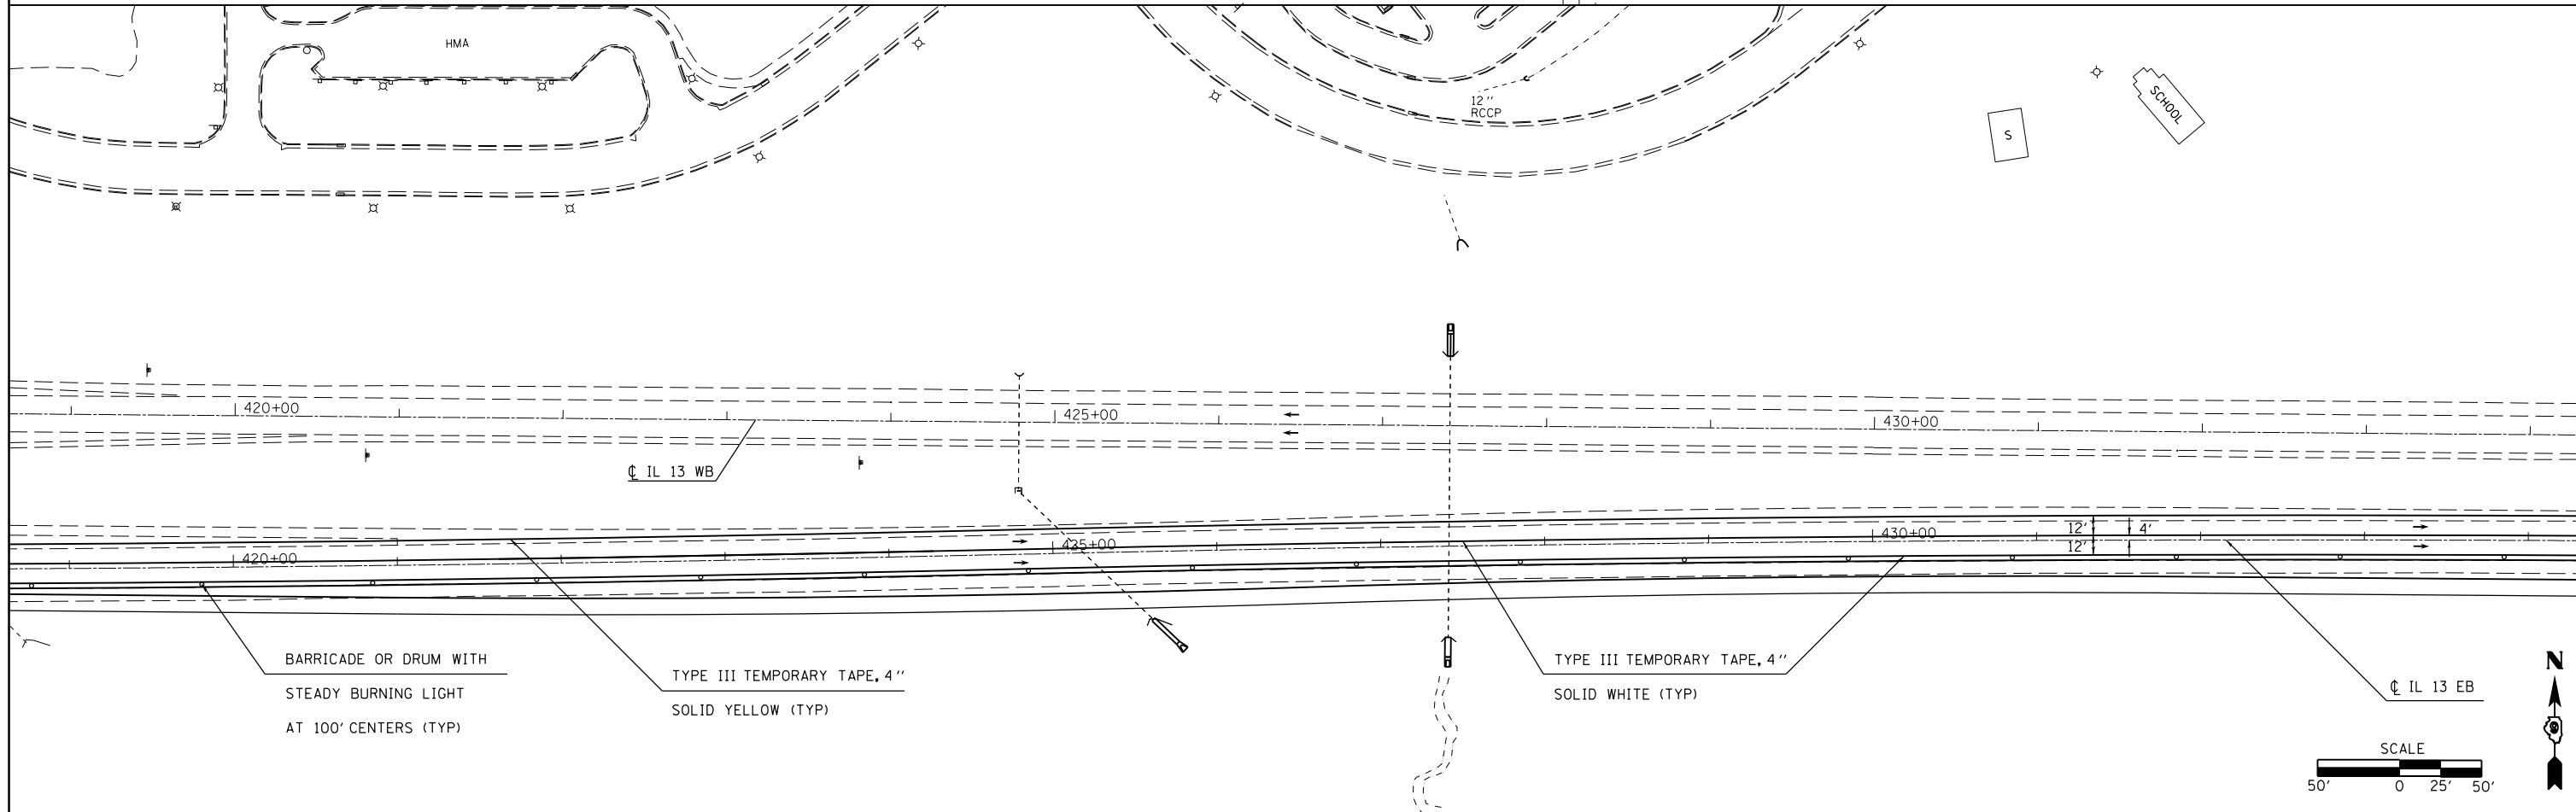 HMA
12"
RCCP
SCHOOL
S
420+00
425+00
430+00
℄ IL 13 WB
12' 4'
12'
420+00
425+00
430+00
BARRICADE OR DRUM WITH
STEADY BURNING LIGHT
AT 100' CENTERS (TYP)
TYPE III TEMPORARY TAPE, 4"
SOLID YELLOW (TYP)
TYPE III TEMPORARY TAPE, 4"
SOLID WHITE (TYP)
℄ IL 13 EB
N
SCALE
50' 0 25' 50'